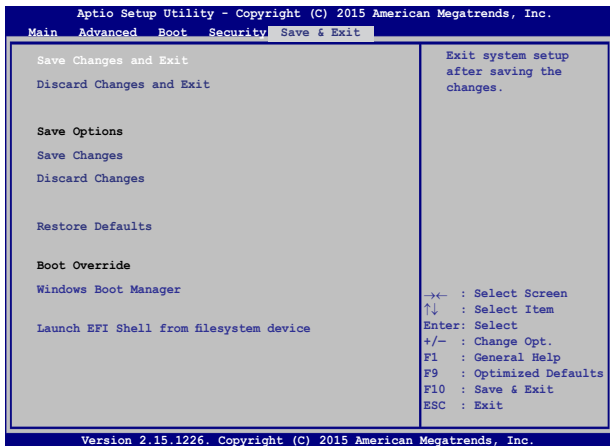 Aptio Setup Utility - Copyright (C) 2015 American Megatrends, Inc.
Main Advanced Boot Security Save & Exit
Save Changes and Exit
Discard Changes and Exit
Save Options
Save Changes
Discard Changes
Restore Defaults
Boot Override
Windows Boot Manager
Launch EFI Shell from filesystem device
Exit system setup
after saving the
changes.
→← : Select Screen
↑↓ : Select Item
Enter: Select
+/− : Change Opt.
F1 : General Help
F9 : Optimized Defaults
F10 : Save & Exit
ESC : Exit
Version 2.15.1226. Copyright (C) 2015 American Megatrends, Inc.